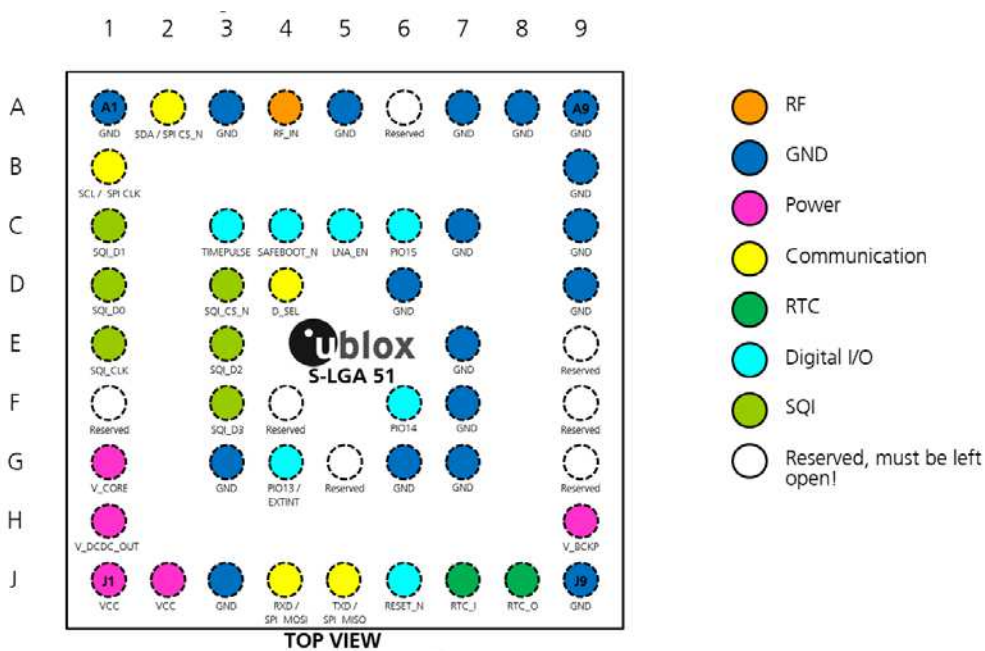 1 2 3 4 5 6 7 8 9
A A1 A9 RF
GND SDA / SPI CS_N GND RF_IN GND Reserved GND GND GND
B GND
SCL / SPI CLK GND
C Power
SQI_D1 TIMEPULSE SAFEBOOT_N LNA_EN PIO15 GND GND
Communication
D
SQI_D0 SQI_CS_N D_SEL GND GND
RTC
E ublox
SQI_CLK SQI_D2 GND Reserved
Digital I/O
S-LGA 51
F SQI
Reserved SQI_D3 Reserved PIO14 GND Reserved
G Reserved, must be left
open!
V_CORE GND PIO13 / Reserved GND GND Reserved
EXTINT
H
V_DCDC_OUT V_BCKP
J J1 J9
VCC VCC GND RXD / TXD / RESET_N RTC_I RTC_O GND
SPI MOSI SPI MISO
TOP VIEW